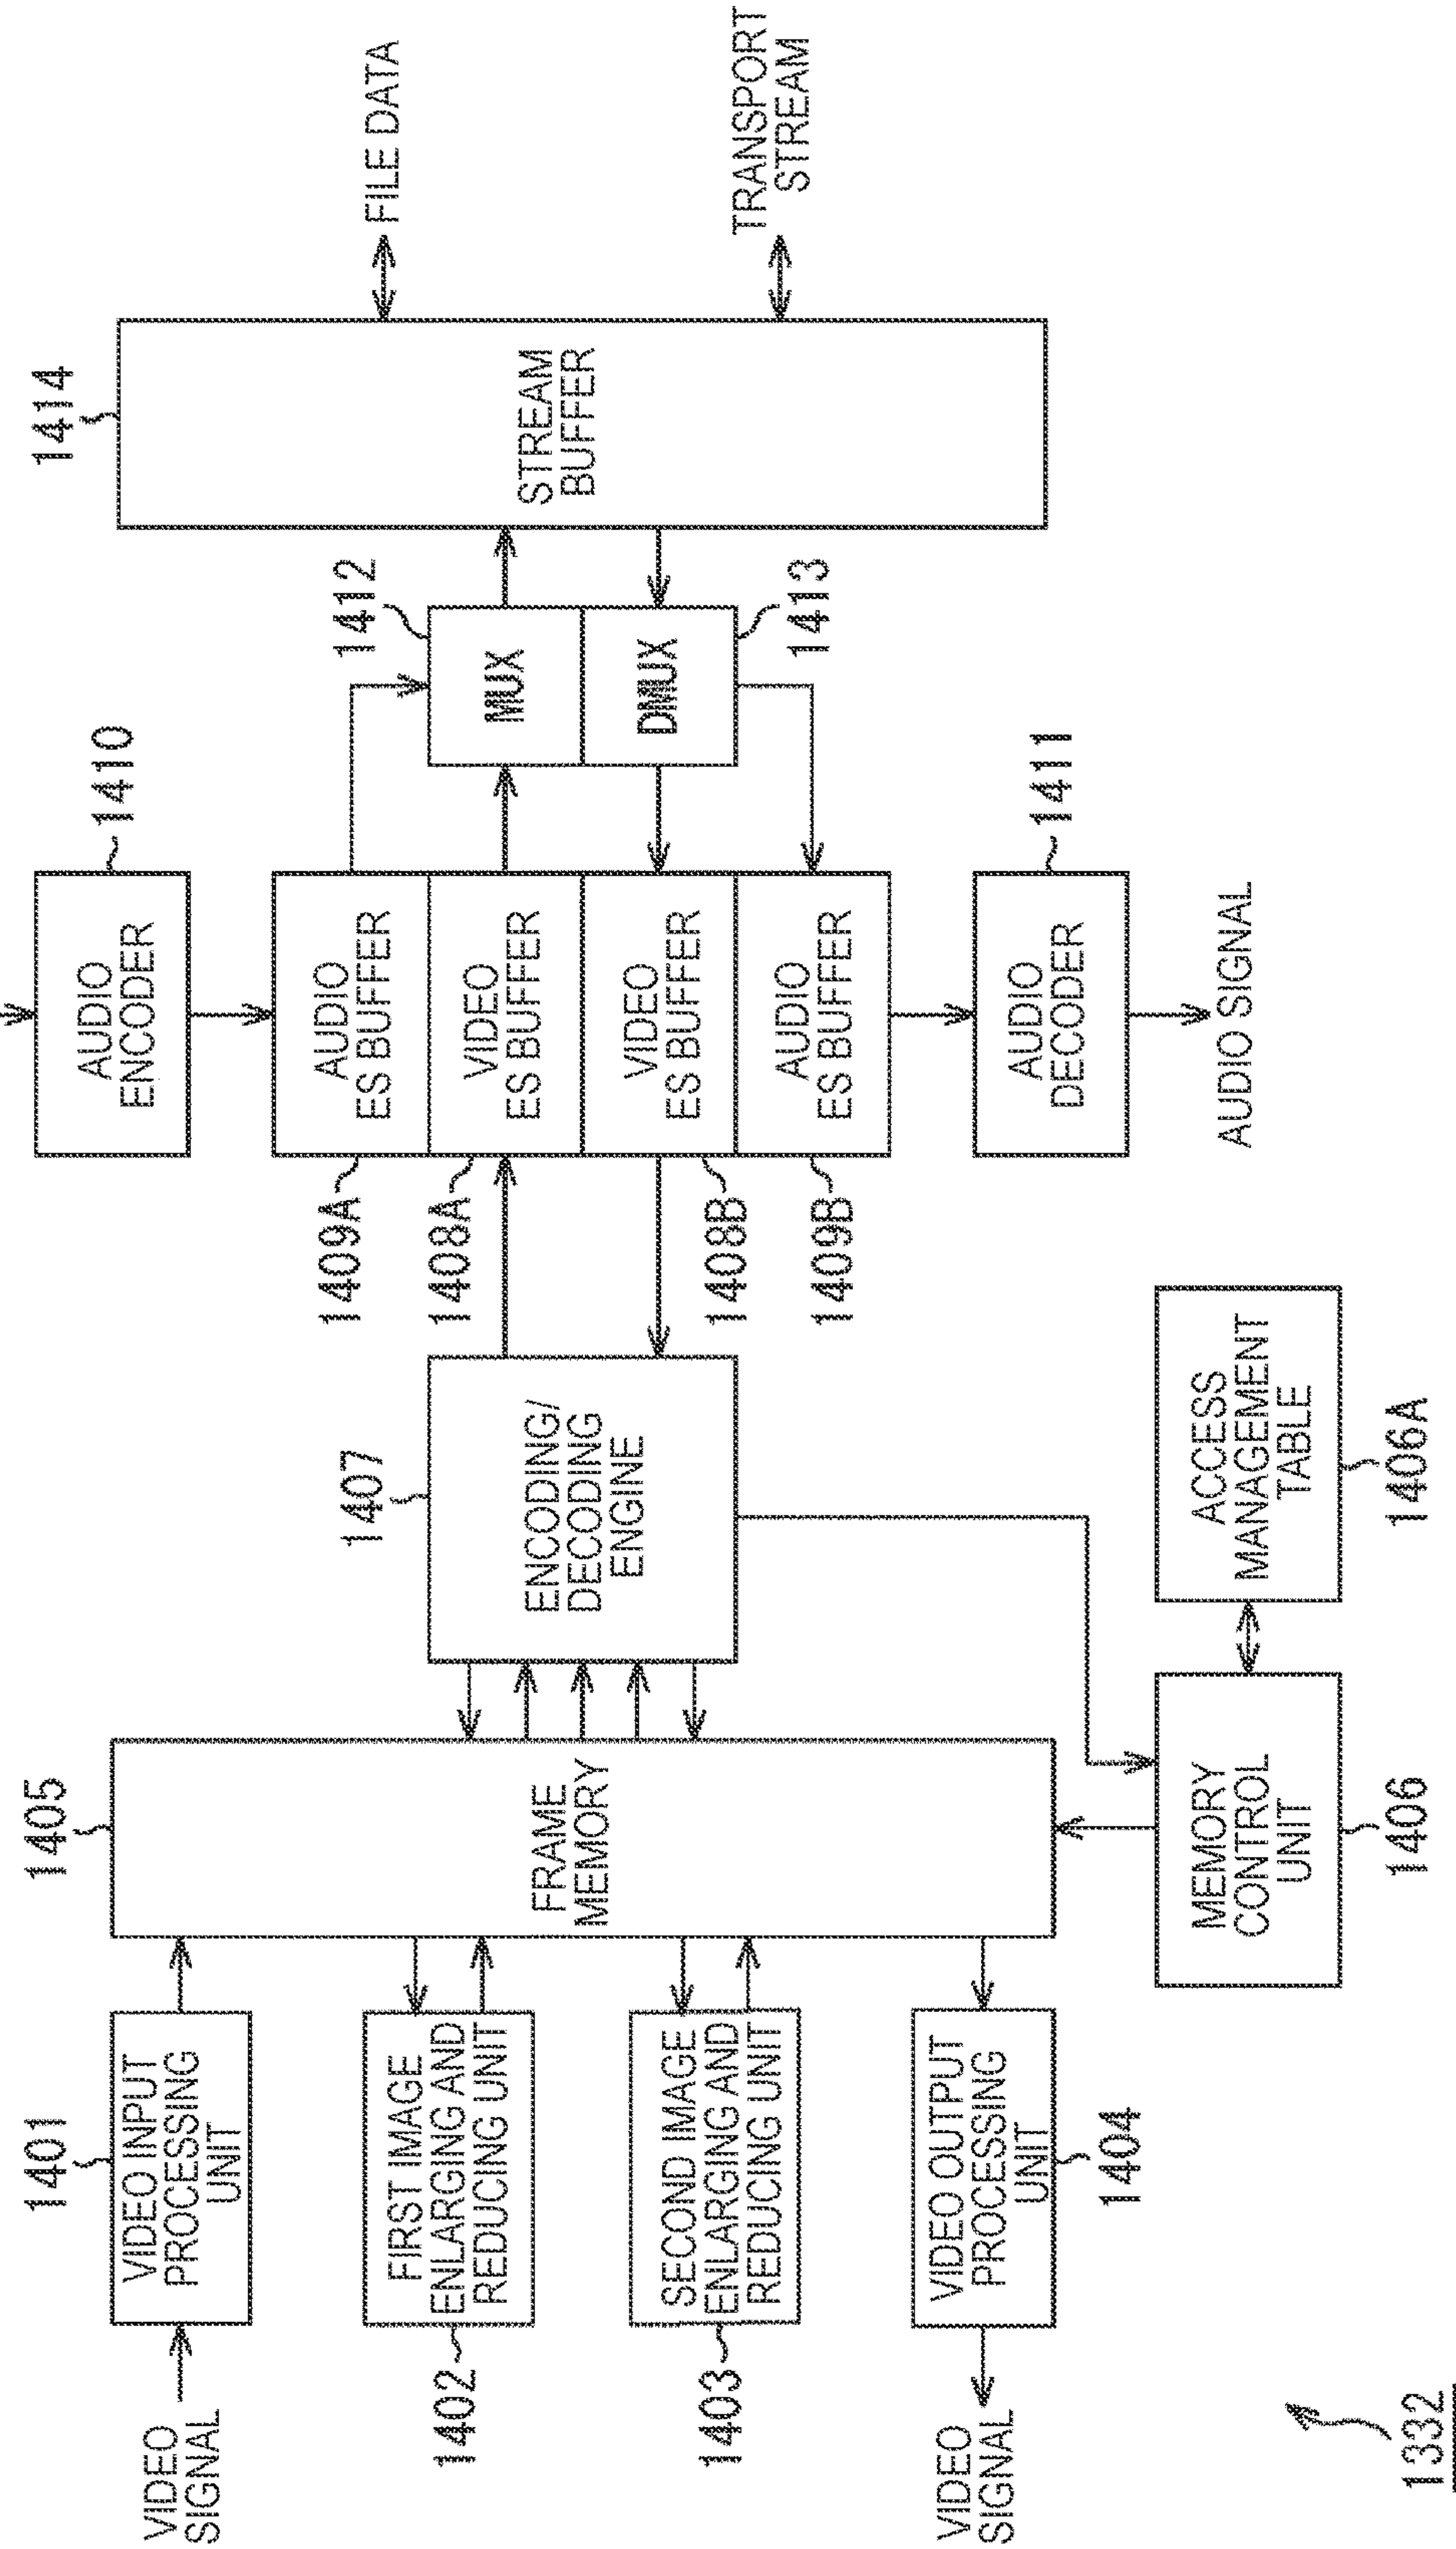 1410
AUDIO
ENCODER
1401
VIDEO
SIGNAL
VIDEO INPUT
PROCESSING
UNIT
1405
FRAME
MEMORY
1402
FIRST IMAGE
ENLARGING AND
REDUCING UNIT
1403
SECOND IMAGE
ENLARGING AND
REDUCING UNIT
VIDEO
SIGNAL
VIDEO OUTPUT
PROCESSING
UNIT
1404
1407
ENCODING/
DECODING
ENGINE
1409A
AUDIO
ES BUFFER
1408A
VIDEO
ES BUFFER
1408B
VIDEO
ES BUFFER
1409B
AUDIO
ES BUFFER
1412
MUX
DMUX
1413
1414
STREAM
BUFFER
FILE DATA
TRANSPORT
STREAM
AUDIO
DECODER
1411
AUDIO SIGNAL
MEMORY
CONTROL
UNIT
1406
ACCESS
MANAGEMENT
TABLE
1406A
1332